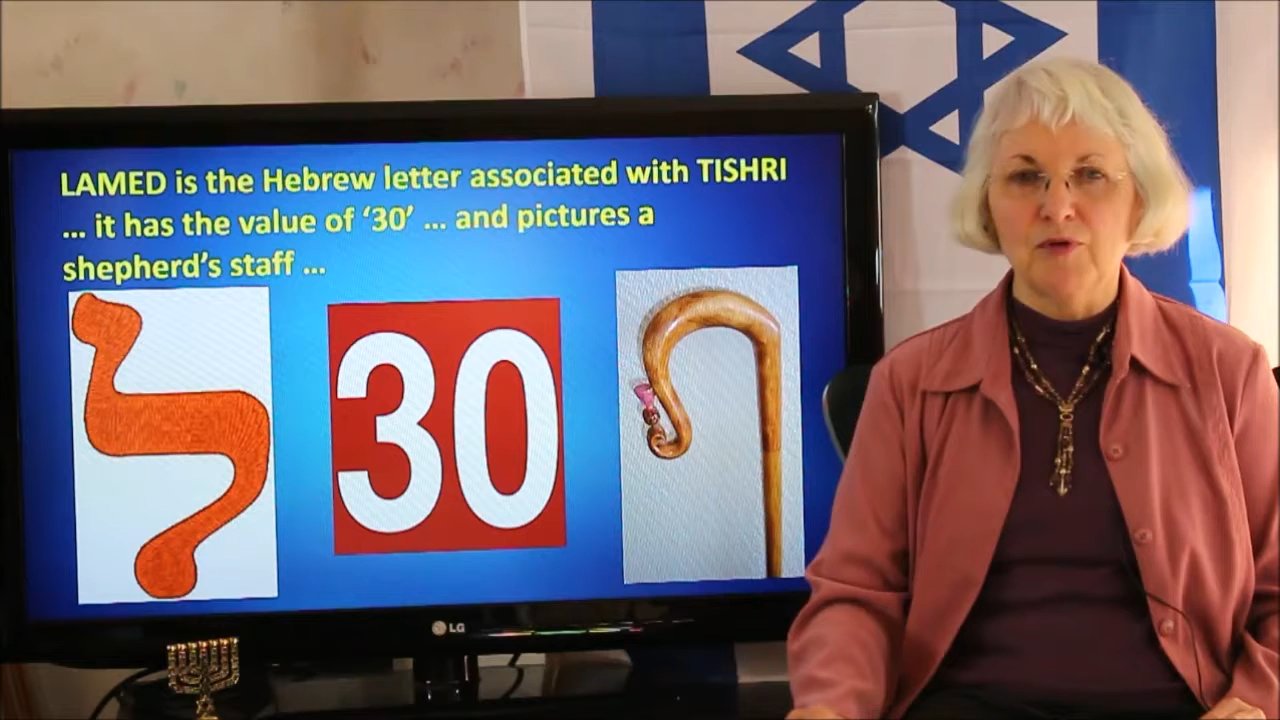 LAMED is the Hebrew letter associated with TISHRI
... it has the value of ‘30’ ... and pictures a
shepherd’s staff ...
ל
30
LG